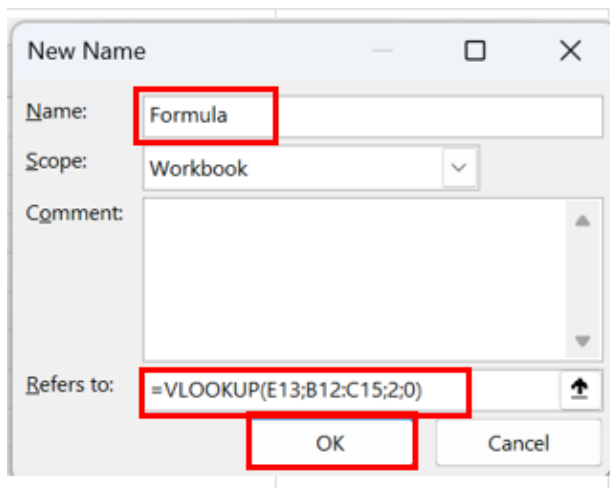 New Name
Name: Formula
Scope: Workbook
Comment:
Refers to: =VLOOKUP(E13;B12:C15;2;0)
OK Cancel